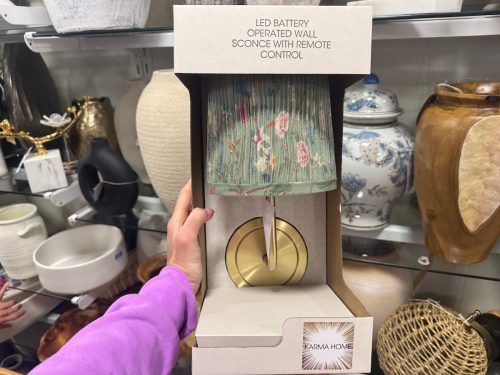 LED BATTERY
OPERATED WALL
SCONCE WITH REMOTE
CONTROL
KARMA HOME